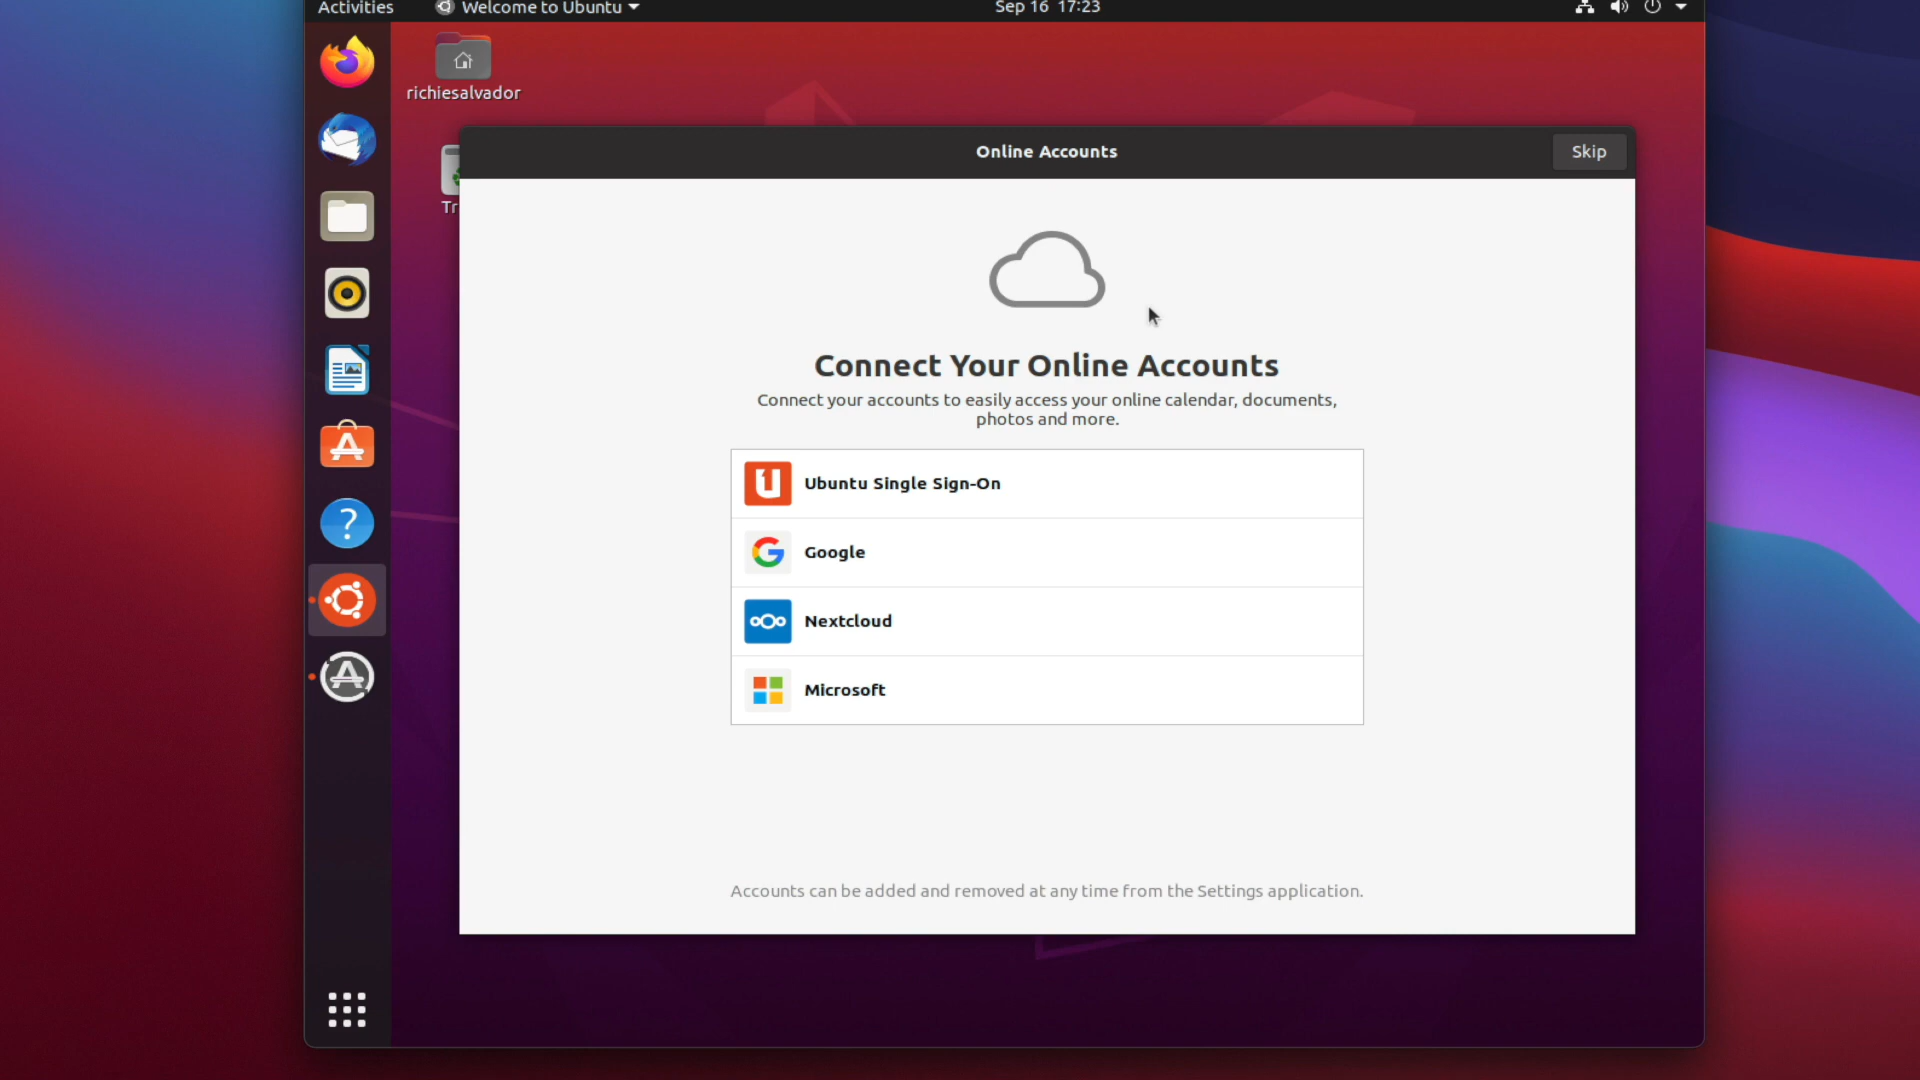 Activities
Welcome to Ubuntu
Sep 16 17:23
richiesalvador
Tr
Online Accounts
Skip
Connect Your Online Accounts
Connect your accounts to easily access your online calendar, documents,
photos and more.
Ubuntu Single Sign-On
Google
Nextcloud
Microsoft
Accounts can be added and removed at any time from the Settings application.